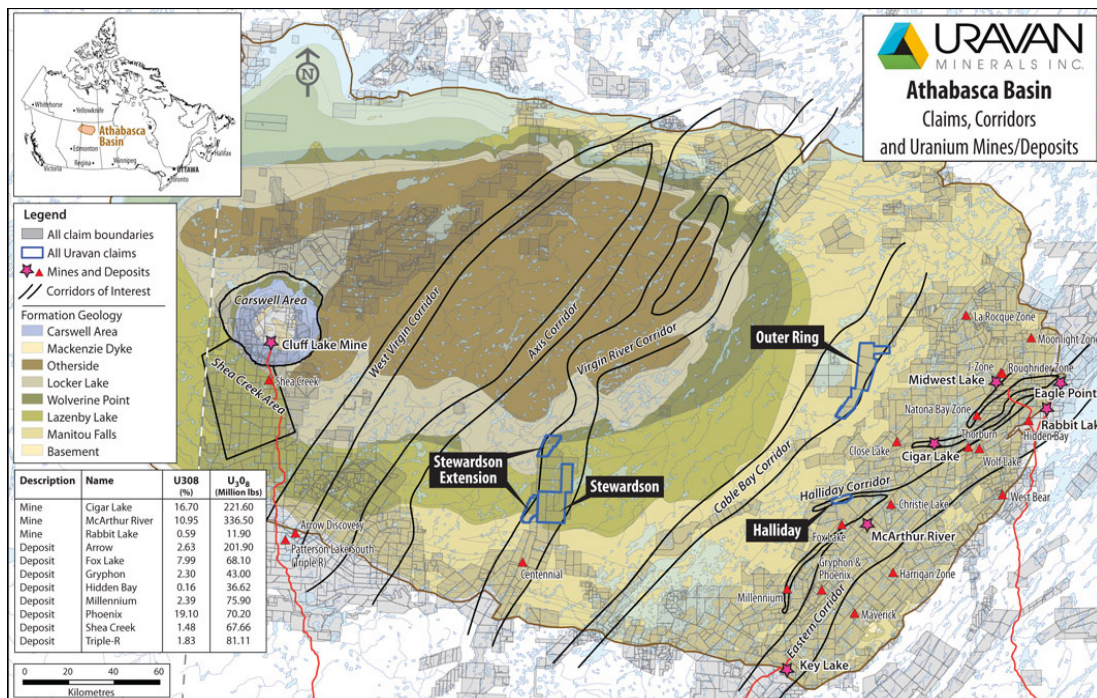 URAVAN
MINERALS INC.
Athabasca Basin
Claims, Corridors
and Uranium Mines/Deposits
N
Whitehorse
Yellowknife
Athabasca
Basin
Edmonton
Regina
Victoria
Winnipeg
OTTAWA
Toronto
Halifax
Legend
All claim boundaries
All Uravan claims
Mines and Deposits
Corridors of Interest
Formation Geology
Carswell Area
Mackenzie Dyke
Otherside
Locker Lake
Wolverine Point
Lazenby Lake
Manitou Falls
Basement
Carswell Area
Cluff Lake Mine
Shea Creek
Shea Creek Area
West Virgin Corridor
Axis Corridor
Virgin River Corridor
Cable Bay Corridor
Halliday Corridor
Eastern Corridor
Outer Ring
Stewardson
Extension
Stewardson
Halliday
La Rocque Zone
Moonlight Zone
J-Zone
Roughrider Zone
Midwest Lake
Eagle Point
Natona Bay Zone
Rabbit Lak
Thorburn
Hidden Bay
Close Lake
Cigar Lake
Wolf Lake
West Bear
Christie Lake
Fox Lake
McArthur River
Gryphon &
Phoenix
Harrigan Zone
Millennium
Maverick
Key Lake
Centennial
Arrow Discovery
Patterson Lake South
(Triple R)
Description Name U308 (%) U3O8 (Million lbs)
Mine Cigar Lake 16.70 221.60
Mine McArthur River 10.95 336.50
Mine Rabbit Lake 0.59 11.90
Deposit Arrow 2.63 201.90
Deposit Fox Lake 7.99 68.10
Deposit Gryphon 2.30 43.00
Deposit Hidden Bay 0.16 36.62
Deposit Millennium 2.39 75.90
Deposit Phoenix 19.10 70.20
Deposit Shea Creek 1.48 67.66
Deposit Triple-R 1.83 81.11
0 20 40 60
Kilometres